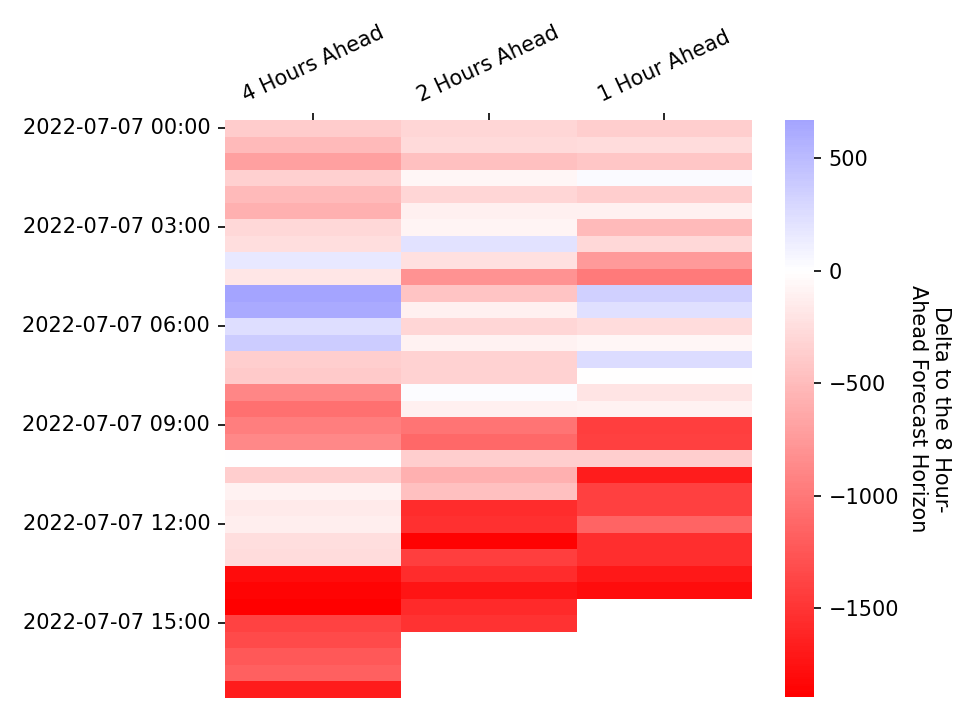 4 Hours Ahead
2 Hours Ahead
1 Hour Ahead
2022-07-07 00:00
2022-07-07 03:00
2022-07-07 06:00
2022-07-07 09:00
2022-07-07 12:00
2022-07-07 15:00
500
0
−500
−1000
−1500
Delta to the 8 Hour-
Ahead Forecast Horizon